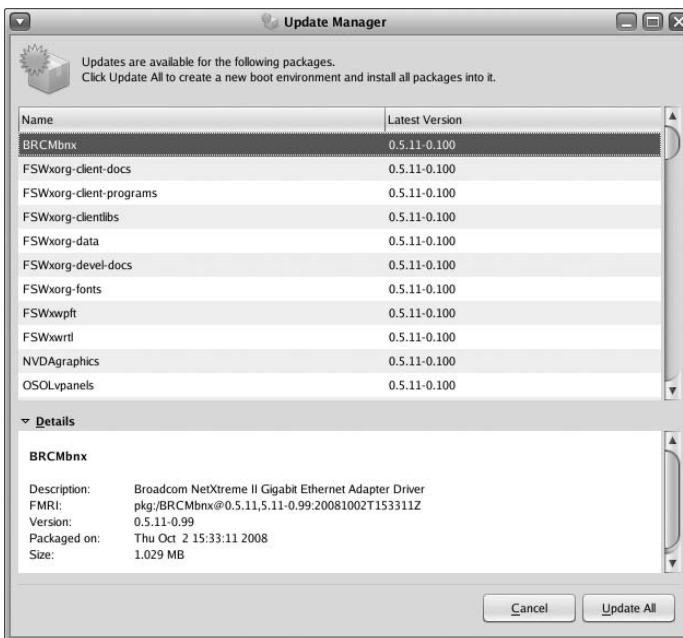 Update Manager
Updates are available for the following packages.
Click Update All to create a new boot environment and install all packages into it.
Name Latest Version
BRCMbnx 0.5.11-0.100
FSWxorg-client-docs 0.5.11-0.100
FSWxorg-client-programs 0.5.11-0.100
FSWxorg-clientlibs 0.5.11-0.100
FSWxorg-data 0.5.11-0.100
FSWxorg-devel-docs 0.5.11-0.100
FSWxorg-fonts 0.5.11-0.100
FSWxwpft 0.5.11-0.100
FSWxwrtl 0.5.11-0.100
NVDAgraphics 0.5.11-0.100
OSOLvpanels 0.5.11-0.100
Details
BRCMbnx
Description: Broadcom NetXtreme II Gigabit Ethernet Adapter Driver
FMRI: pkg:/BRCMbnx@0.5.11,5.11-0.99:20081002T153311Z
Version: 0.5.11-0.99
Packaged on: Thu Oct 2 15:33:11 2008
Size: 1.029 MB
Cancel Update All